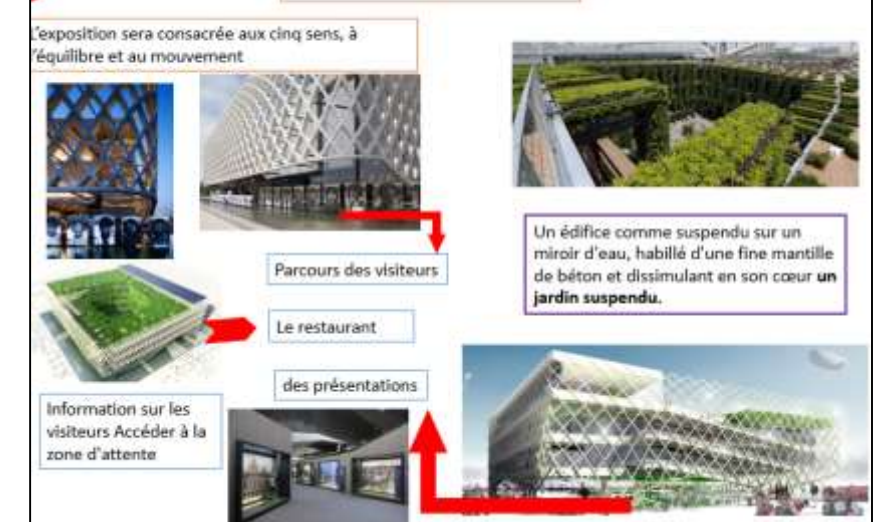 L'exposition sera consacrée aux cinq sens, à
l'équilibre et au mouvement
Un édifice comme suspendu sur un
miroir d'eau, habillé d'une fine mantille
de béton et dissimulant en son cœur un
jardin suspendu.
Parcours des visiteurs
Le restaurant
des présentations
Information sur les
visiteurs Accéder à la
zone d'attente